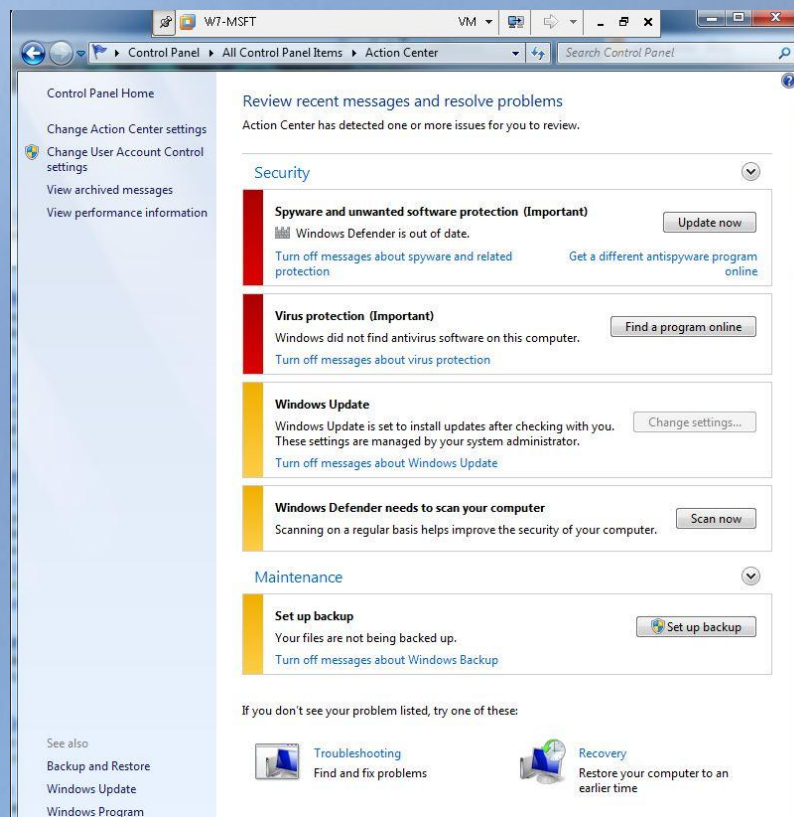 W7-MSFT
VM
Control Panel
All Control Panel Items
Action Center
Search Control Panel
Control Panel Home
Change Action Center settings
Change User Account Control
settings
View archived messages
View performance information
Review recent messages and resolve problems
Action Center has detected one or more issues for you to review.
Security
Spyware and unwanted software protection (Important)
Windows Defender is out of date.
Update now
Turn off messages about spyware and related
protection
Get a different antispyware program
online
Virus protection (Important)
Windows did not find antivirus software on this computer.
Find a program online
Turn off messages about virus protection
Windows Update
Windows Update is set to install updates after checking with you.
These settings are managed by your system administrator.
Change settings...
Turn off messages about Windows Update
Windows Defender needs to scan your computer
Scanning on a regular basis helps improve the security of your computer.
Scan now
Maintenance
Set up backup
Your files are not being backed up.
Set up backup
Turn off messages about Windows Backup
If you don't see your problem listed, try one of these:
Troubleshooting
Find and fix problems
Recovery
Restore your computer to an
earlier time
See also
Backup and Restore
Windows Update
Windows Program